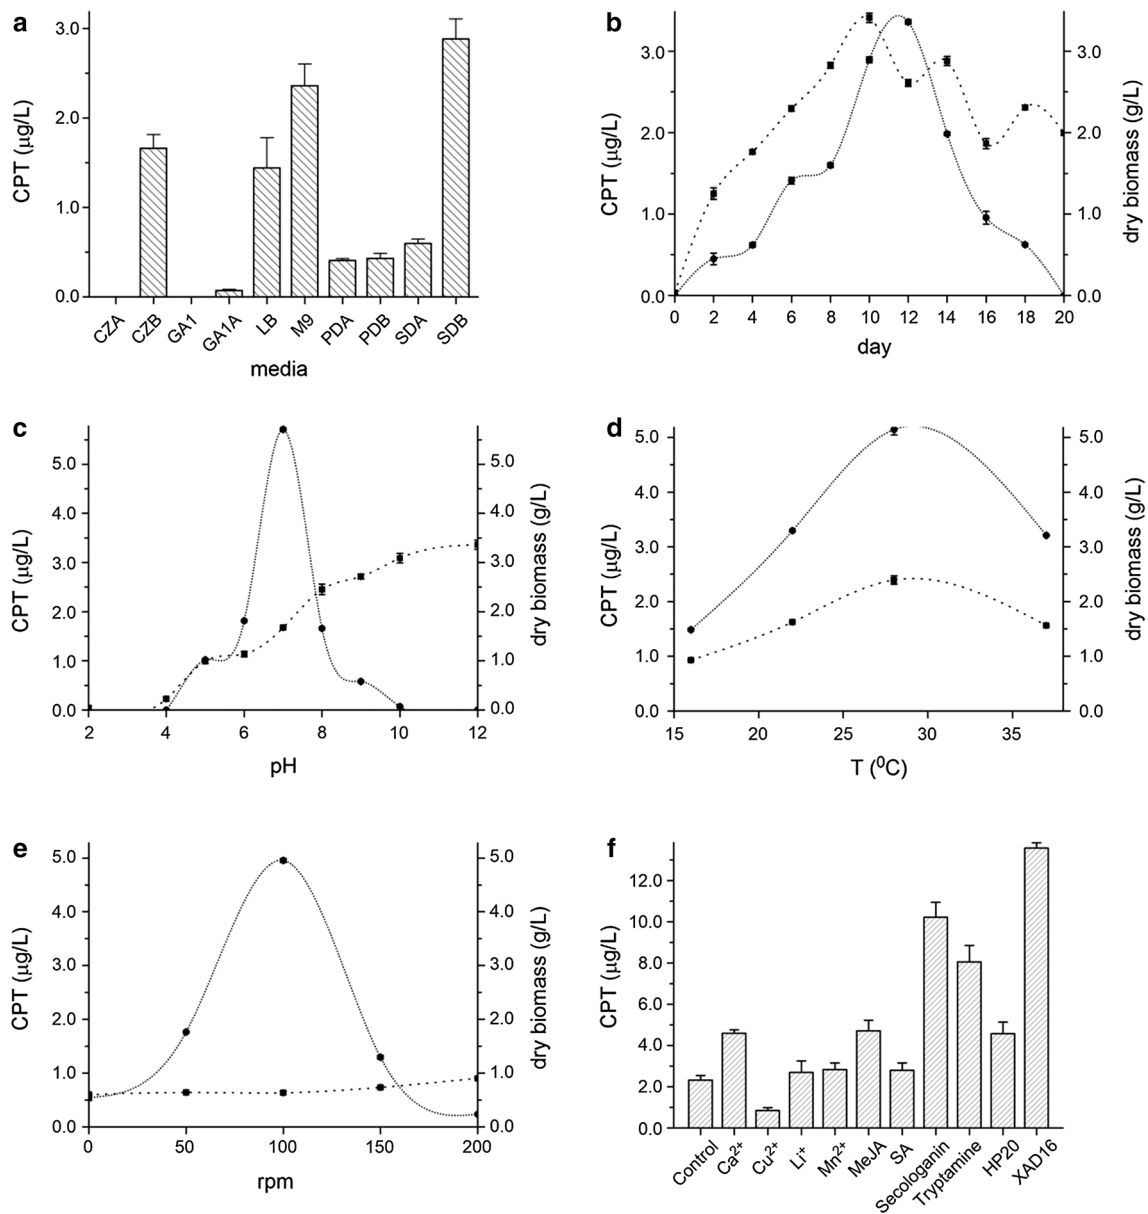 a
CPT (μg/L)
3.0
2.0
1.0
0.0
CZA CZB GA1 GA1A LB M9 PDA PDB SDA SDB
media
b
CPT (μg/L)
3.0
2.0
1.0
0.0
dry biomass (g/L)
3.0
2.0
1.0
0.0
0 2 4 6 8 10 12 14 16 18 20
day
c
CPT (μg/L)
5.0
4.0
3.0
2.0
1.0
0.0
dry biomass (g/L)
5.0
4.0
3.0
2.0
1.0
0.0
2 4 6 8 10 12
pH
d
CPT (μg/L)
5.0
4.0
3.0
2.0
1.0
0.0
dry biomass (g/L)
5.0
4.0
3.0
2.0
1.0
0.0
15 20 25 30 35
T (⁰C)
e
CPT (μg/L)
5.0
4.0
3.0
2.0
1.0
0.0
dry biomass (g/L)
5.0
4.0
3.0
2.0
1.0
0.0
0 50 100 150 200
rpm
f
CPT (μg/L)
12.0
10.0
8.0
6.0
4.0
2.0
0.0
Control Ca²⁺ Cu²⁺ Li⁺ Mn²⁺ MeJA SA Secologanin Tryptamine HP20 XAD16